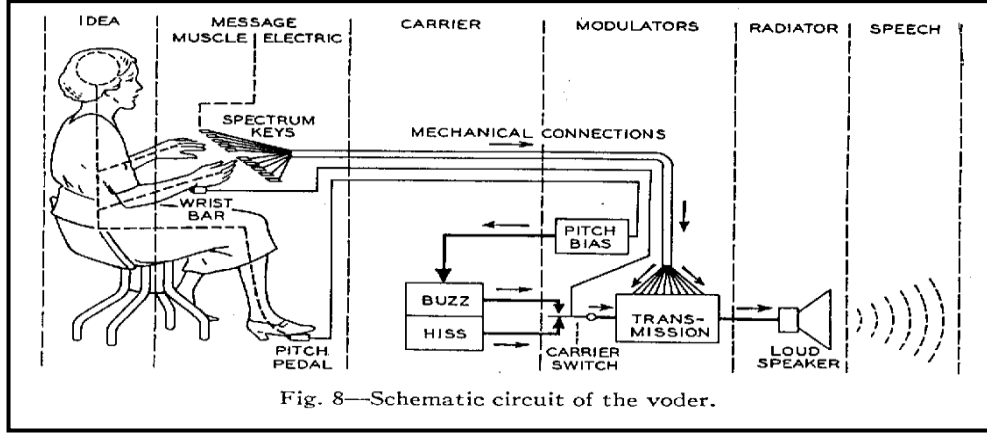 IDEA
MESSAGE
MUSCLE ELECTRIC
CARRIER
MODULATORS
RADIATOR
SPEECH
SPECTRUM
KEYS
MECHANICAL CONNECTIONS
WRIST
BAR
PITCH
BIAS
BUZZ
HISS
TRANS-
MISSION
CARRIER
SWITCH
LOUD
SPEAKER
PITCH
PEDAL
Fig. 8—Schematic circuit of the voder.